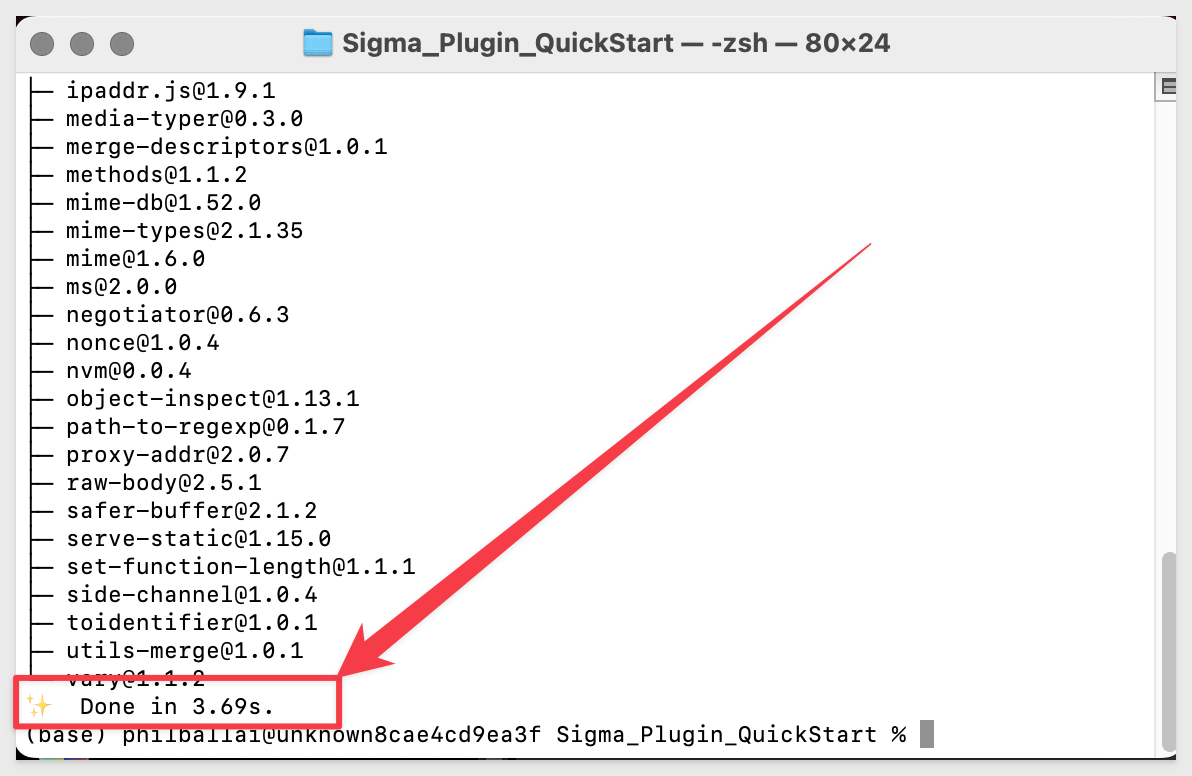 Sigma_Plugin_QuickStart — -zsh — 80×24
├─ ipaddr.js@1.9.1
├─ media-typer@0.3.0
├─ merge-descriptors@1.0.1
├─ methods@1.1.2
├─ mime-db@1.52.0
├─ mime-types@2.1.35
├─ mime@1.6.0
├─ ms@2.0.0
├─ negotiator@0.6.3
├─ nonce@1.0.4
├─ nvm@0.0.4
├─ object-inspect@1.13.1
├─ path-to-regexp@0.1.7
├─ proxy-addr@2.0.7
├─ raw-body@2.5.1
├─ safer-buffer@2.1.2
├─ serve-static@1.15.0
├─ set-function-length@1.1.1
├─ side-channel@1.0.4
├─ toidentifier@1.0.1
├─ utils-merge@1.0.1
└─ vary@1.1.2
✨  Done in 3.69s.
(base) philballai@unknown8cae4cd9ea3f Sigma_Plugin_QuickStart %